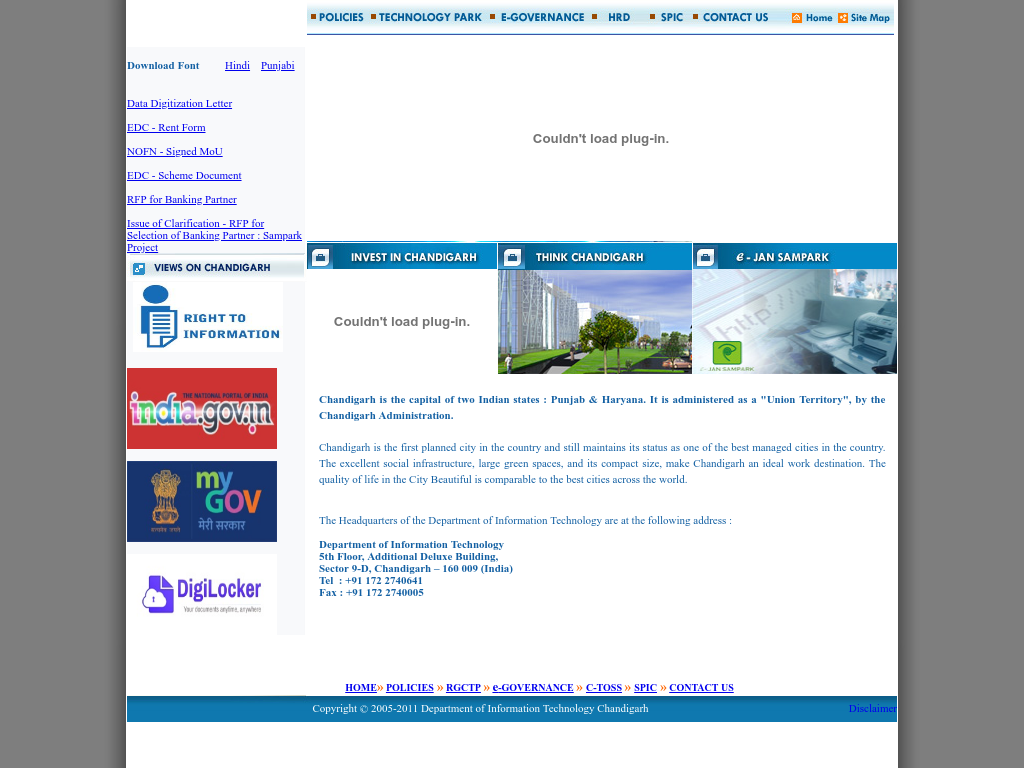 POLICIES TECHNOLOGY PARK E-GOVERNANCE HRD SPIC CONTACT US Home Site Map
Download Font Hindi Punjabi
Data Digitization Letter
EDC - Rent Form
NOFN - Signed MoU
EDC - Scheme Document
RFP for Banking Partner
Issue of Clarification - RFP for
Selection of Banking Partner : Sampark
Project
VIEWS ON CHANDIGARH
RIGHT TO
INFORMATION
THE NATIONAL PORTAL OF INDIA
india.gov.in
my
GOV
मेरी सरकार
DigiLocker
Your documents anytime, anywhere
Couldn't load plug-in.
INVEST IN CHANDIGARH THINK CHANDIGARH e - JAN SAMPARK
Couldn't load plug-in.
http:
e-JAN SAMPARK
Chandigarh is the capital of two Indian states : Punjab & Haryana. It is administered as a "Union Territory", by the
Chandigarh Administration.
Chandigarh is the first planned city in the country and still maintains its status as one of the best managed cities in the country.
The excellent social infrastructure, large green spaces, and its compact size, make Chandigarh an ideal work destination. The
quality of life in the City Beautiful is comparable to the best cities across the world.
The Headquarters of the Department of Information Technology are at the following address :
Department of Information Technology
5th Floor, Additional Deluxe Building,
Sector 9-D, Chandigarh – 160 009 (India)
Tel : +91 172 2740641
Fax : +91 172 2740005
HOME» POLICIES » RGCTP » e-GOVERNANCE » C-TOSS » SPIC » CONTACT US
Copyright © 2005-2011 Department of Information Technology Chandigarh Disclaimer